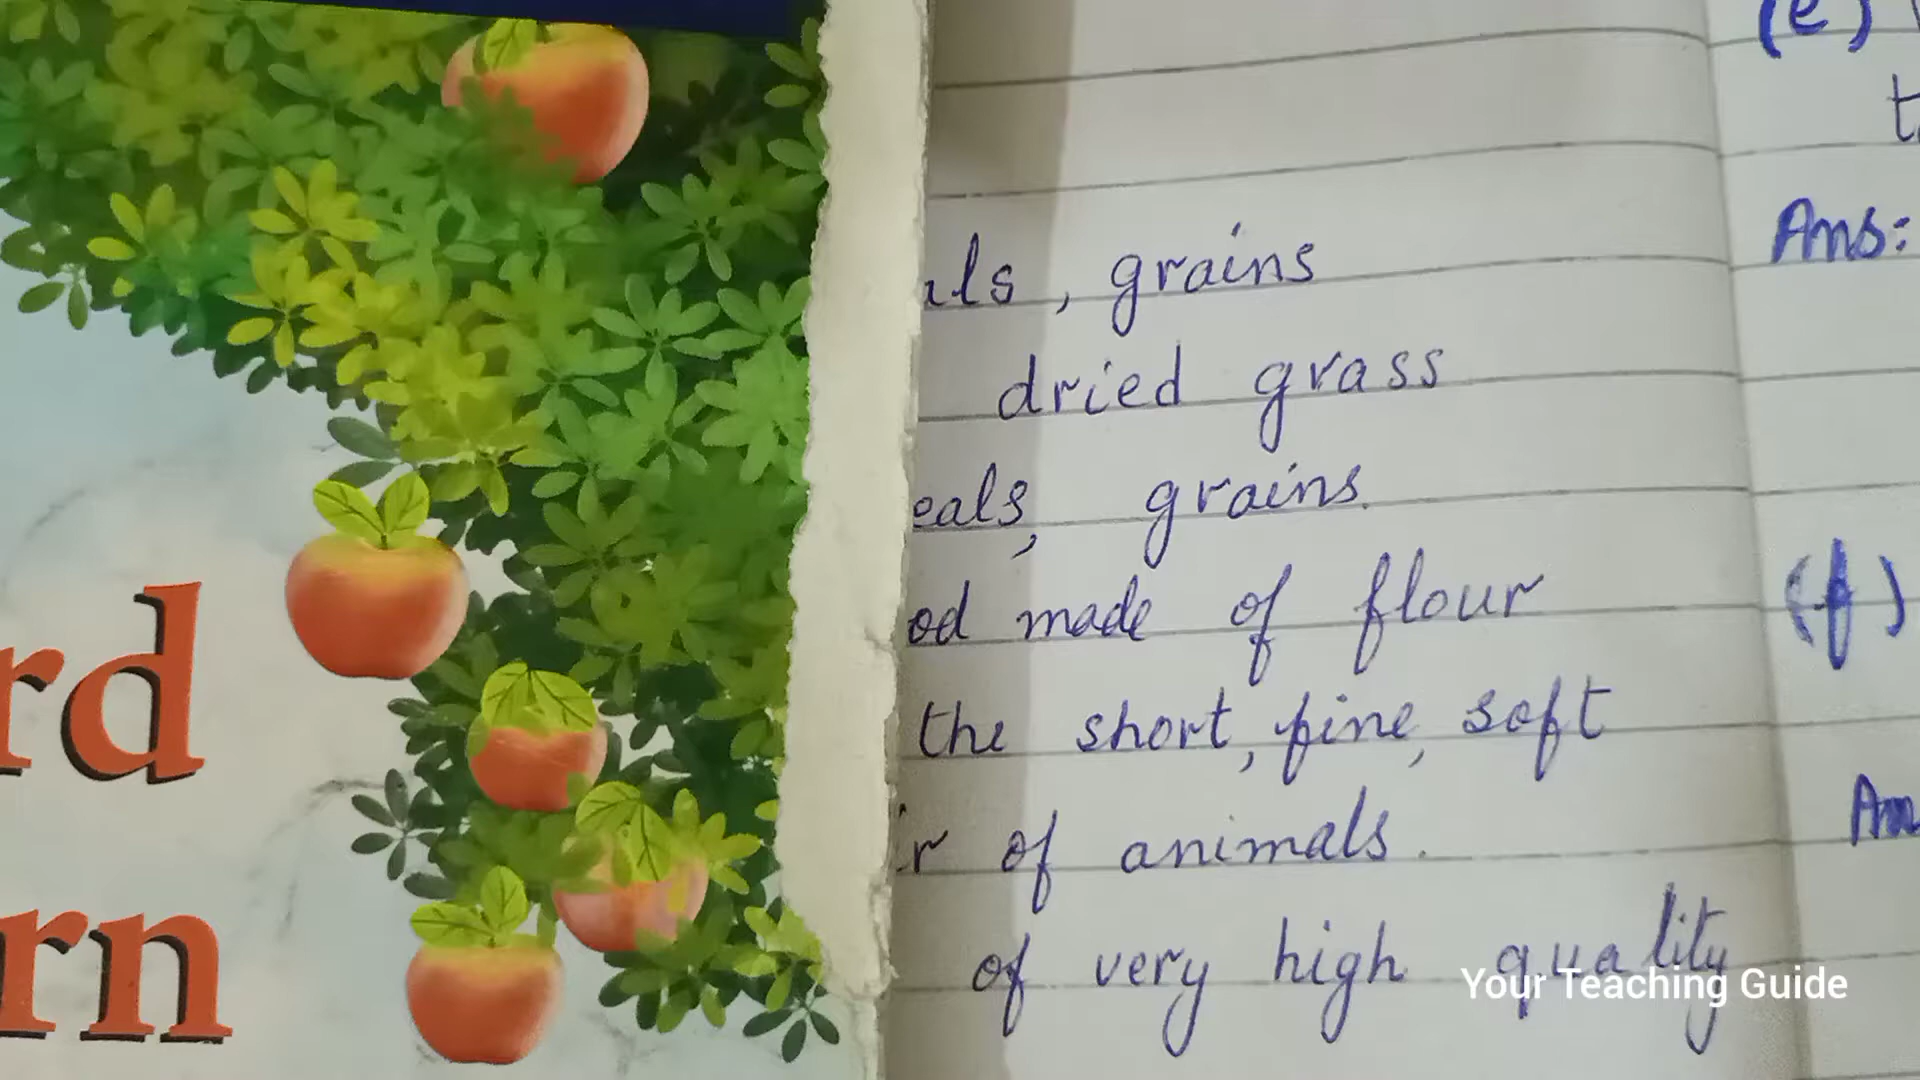 rd
rn
als, grains
dried grass
eals, grains.
od made of flour
the short, fine, soft
r of animals.
of very high quality
(e)
t
Ans:
(f)
An
Your Teaching Guide